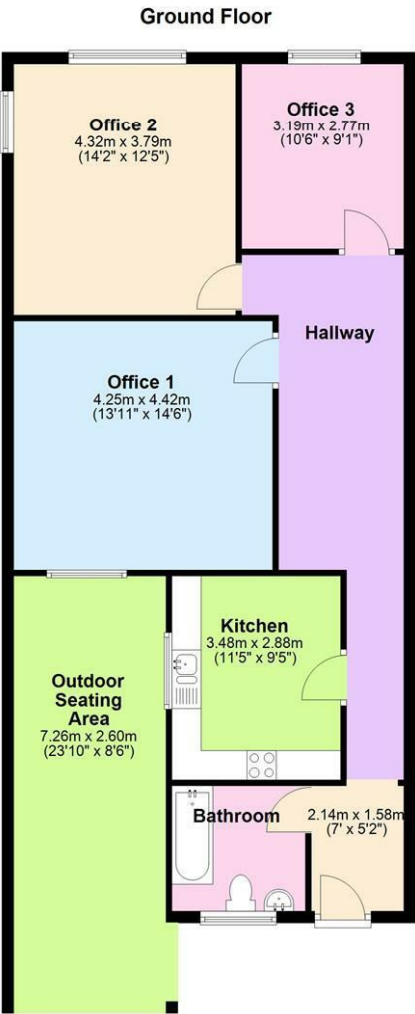 Ground Floor
Office 2
4.32m x 3.79m
(14'2" x 12'5")
Office 3
3.19m x 2.77m
(10'6" x 9'1")
Hallway
Office 1
4.25m x 4.42m
(13'11" x 14'6")
Kitchen
3.48m x 2.88m
(11'5" x 9'5")
Outdoor
Seating
Area
7.26m x 2.60m
(23'10" x 8'6")
Bathroom
2.14m x 1.58m
(7' x 5'2")